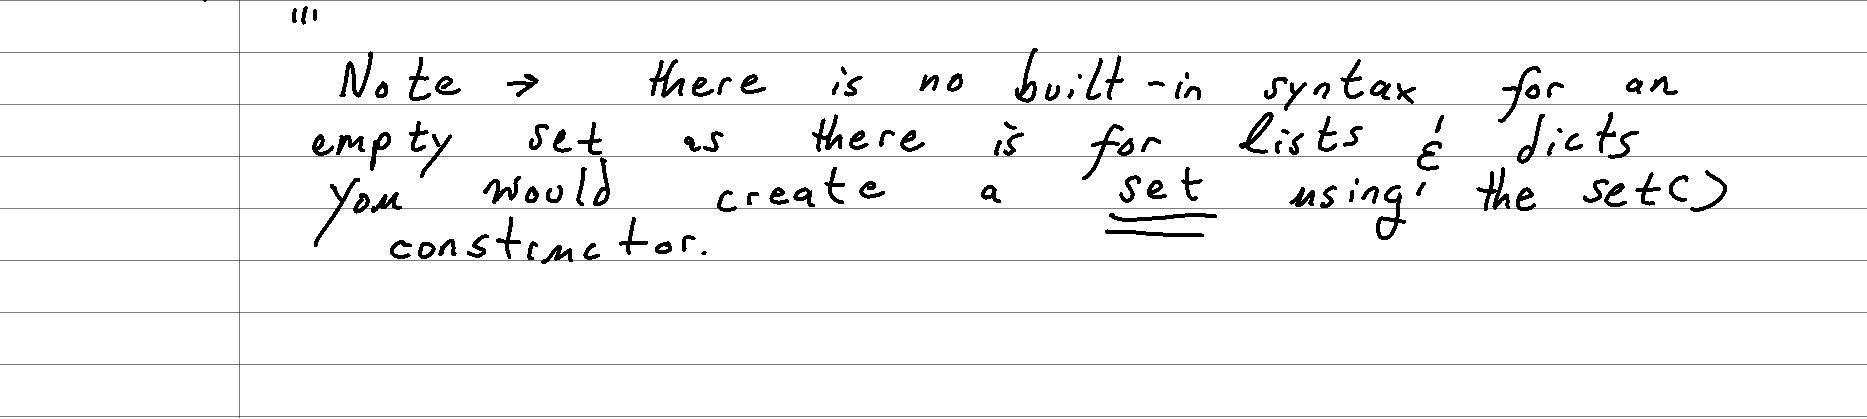 '''
Note → there is no built-in syntax for an
empty set as there is for lists & dicts
You would create a set using the set()
constructor.